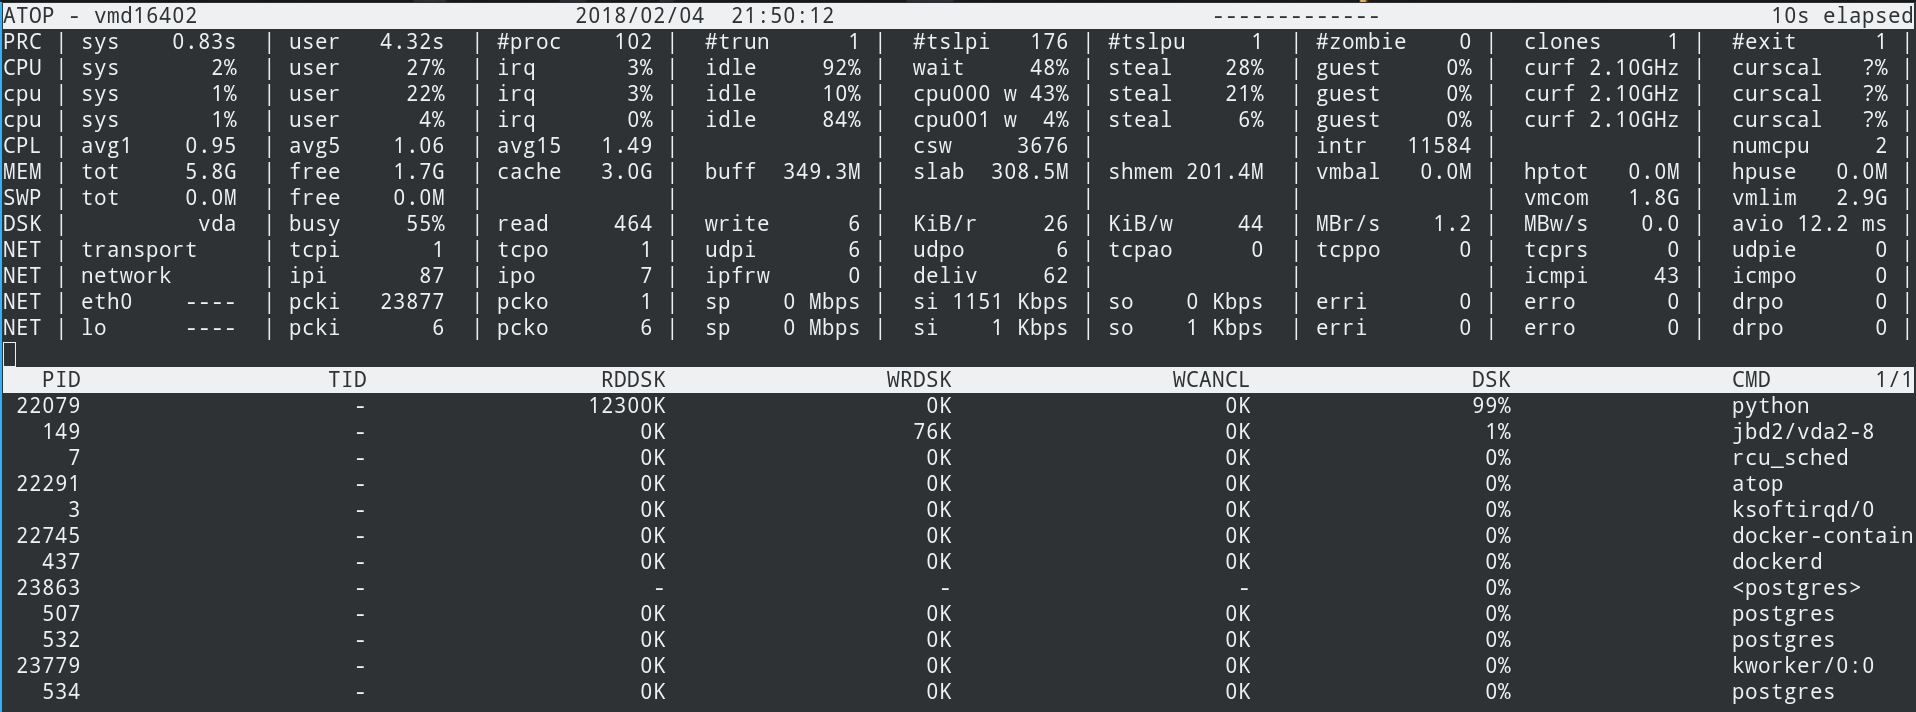 ATOP - vmd16402 2018/02/04 21:50:12 ------------- 10s elapsed
PRC | sys 0.83s | user 4.32s | #proc 102 | #trun 1 | #tslpi 176 | #tslpu 1 | #zombie 0 | clones 1 | #exit 1 |
CPU | sys 2% | user 27% | irq 3% | idle 92% | wait 48% | steal 28% | guest 0% | curf 2.10GHz | curscal ?% |
cpu | sys 1% | user 22% | irq 3% | idle 10% | cpu000 w 43% | steal 21% | guest 0% | curf 2.10GHz | curscal ?% |
cpu | sys 1% | user 4% | irq 0% | idle 84% | cpu001 w 4% | steal 6% | guest 0% | curf 2.10GHz | curscal ?% |
CPL | avg1 0.95 | avg5 1.06 | avg15 1.49 | | csw 3676 | | intr 11584 | | numcpu 2 |
MEM | tot 5.8G | free 1.7G | cache 3.0G | buff 349.3M | slab 308.5M | shmem 201.4M | vmbal 0.0M | hptot 0.0M | hpuse 0.0M |
SWP | tot 0.0M | free 0.0M | | | | | | vmcom 1.8G | vmlim 2.9G |
DSK | vda | busy 55% | read 464 | write 6 | KiB/r 26 | KiB/w 44 | MBr/s 1.2 | MBw/s 0.0 | avio 12.2 ms |
NET | transport | tcpi 1 | tcpo 1 | udpi 6 | udpo 6 | tcpao 0 | tcppo 0 | tcprs 0 | udpie 0 |
NET | network | ipi 87 | ipo 7 | ipfrw 0 | deliv 62 | | | icmpi 43 | icmpo 0 |
NET | eth0 ---- | pcki 23877 | pcko 1 | sp 0 Mbps | si 1151 Kbps | so 0 Kbps | erri 0 | erro 0 | drpo 0 |
NET | lo ---- | pcki 6 | pcko 6 | sp 0 Mbps | si 1 Kbps | so 1 Kbps | erri 0 | erro 0 | drpo 0 |
PID TID RDDSK WRDSK WCANCL DSK CMD 1/1
22079 - 12300K 0K 0K 99% python
149 - 0K 76K 0K 1% jbd2/vda2-8
7 - 0K 0K 0K 0% rcu_sched
22291 - 0K 0K 0K 0% atop
3 - 0K 0K 0K 0% ksoftirqd/0
22745 - 0K 0K 0K 0% docker-contain
437 - 0K 0K 0K 0% dockerd
23863 - - - - 0% <postgres>
507 - 0K 0K 0K 0% postgres
532 - 0K 0K 0K 0% postgres
23779 - 0K 0K 0K 0% kworker/0:0
534 - 0K 0K 0K 0% postgres